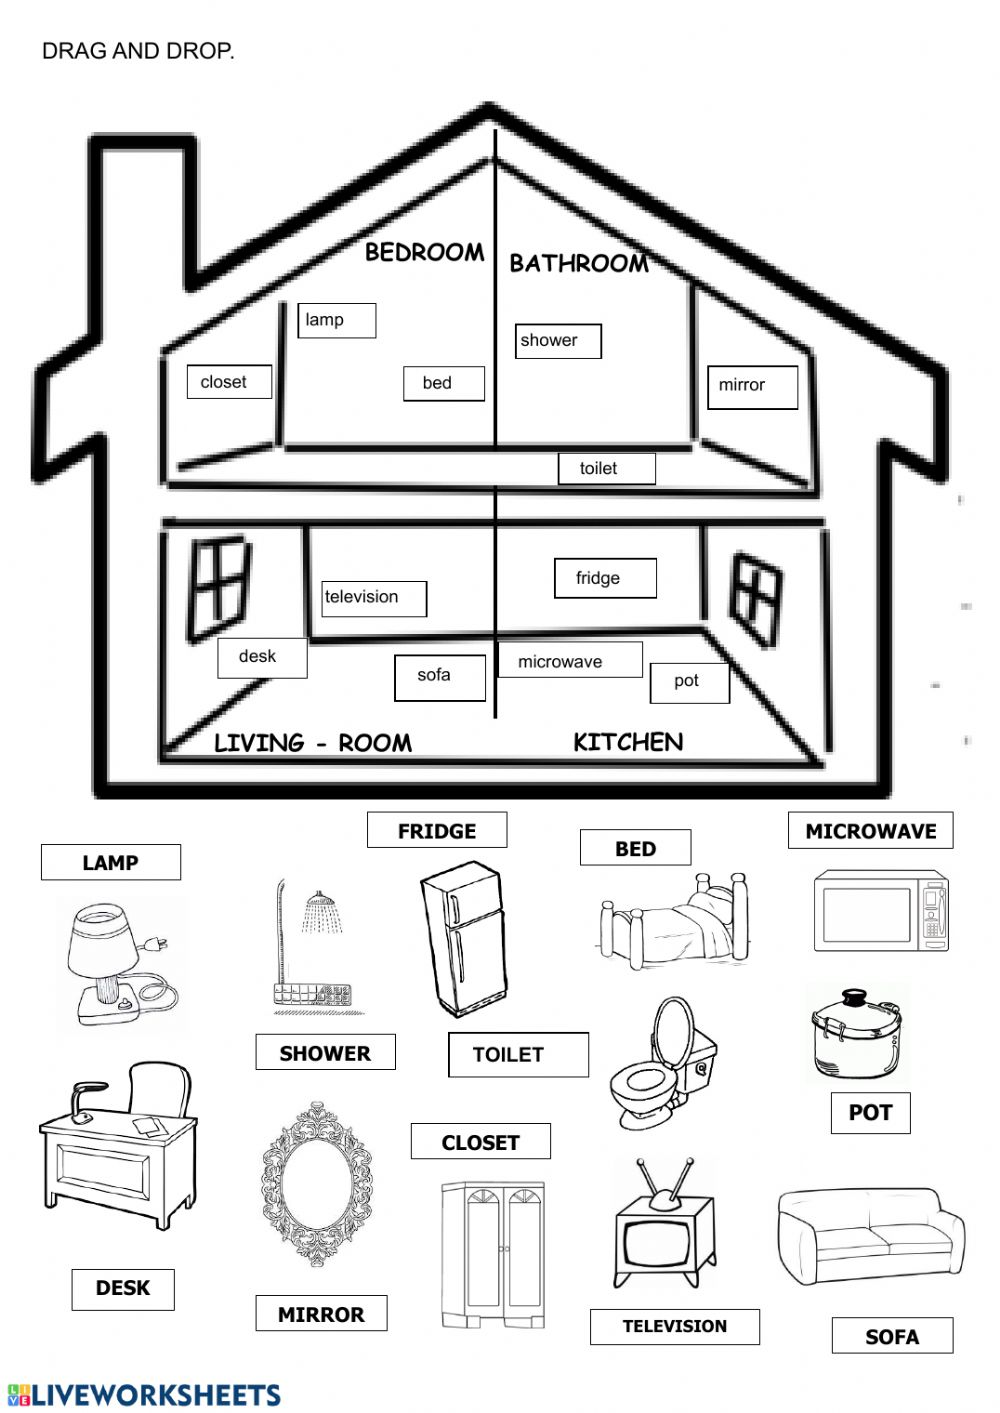 DRAG AND DROP.
BEDROOM
BATHROOM
lamp
shower
closet
bed
mirror
toilet
fridge
television
desk
sofa
microwave
pot
LIVING - ROOM
KITCHEN
FRIDGE
MICROWAVE
LAMP
BED
SHOWER
TOILET
POT
CLOSET
DESK
MIRROR
TELEVISION
SOFA
LIVE
LIVEWORKSHEETS